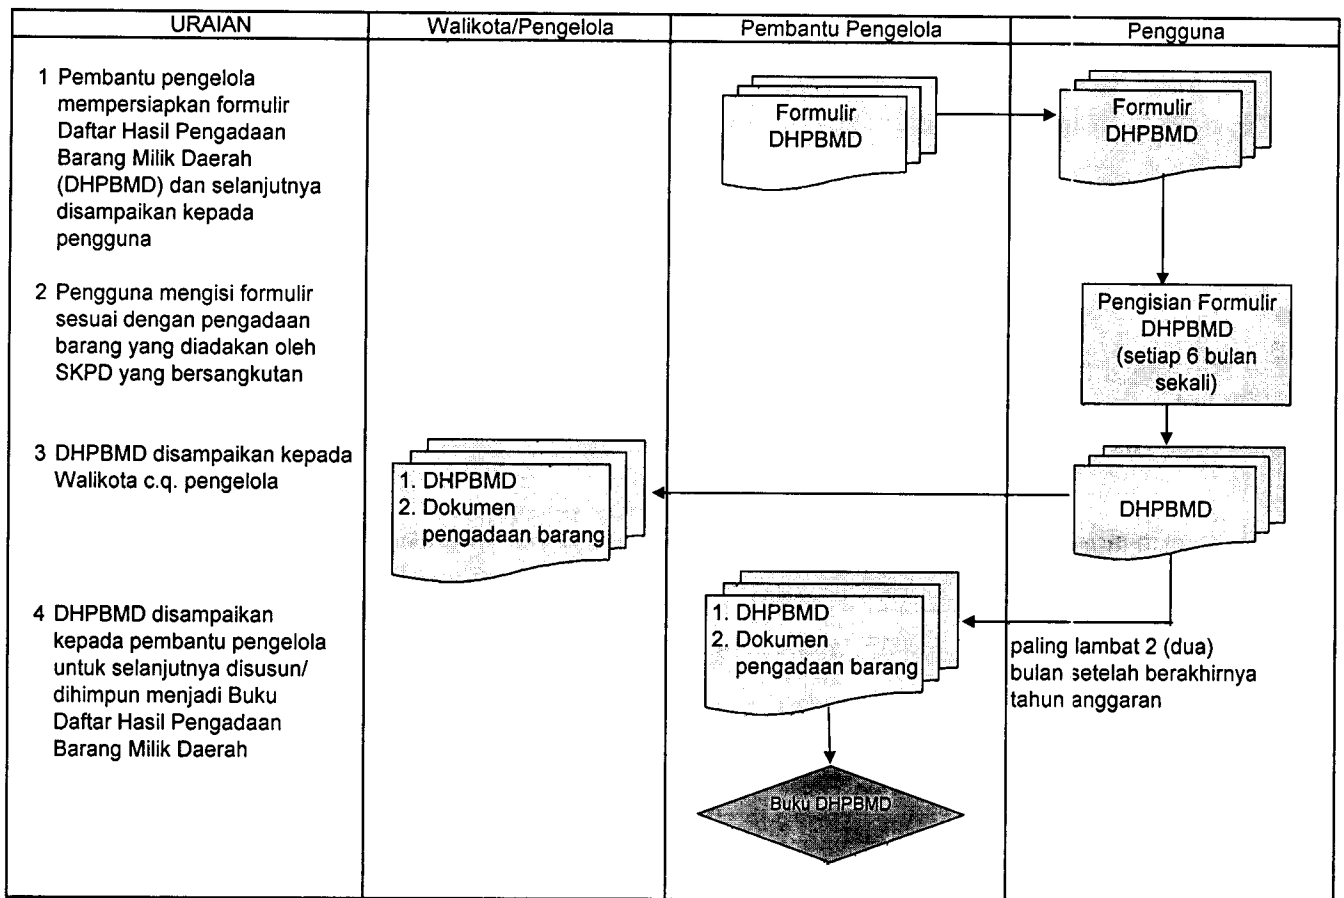 URAIAN
Walikota/Pengelola
Pembantu Pengelola
Pengguna
1 Pembantu pengelola
mempersiapkan formulir
Daftar Hasil Pengadaan
Barang Milik Daerah
(DHPBMD) dan selanjutnya
disampaikan kepada
pengguna
Formulir
DHPBMD
Formulir
DHPBMD
2 Pengguna mengisi formulir
sesuai dengan pengadaan
barang yang diadakan oleh
SKPD yang bersangkutan
Pengisian Formulir
DHPBMD
(setiap 6 bulan
sekali)
3 DHPBMD disampaikan kepada
Walikota c.q. pengelola
1. DHPBMD
2. Dokumen
pengadaan barang
DHPBMD
4 DHPBMD disampaikan
kepada pembantu pengelola
untuk selanjutnya disusun/
dihimpun menjadi Buku
Daftar Hasil Pengadaan
Barang Milik Daerah
1. DHPBMD
2. Dokumen
pengadaan barang
paling lambat 2 (dua)
bulan setelah berakhirnya
tahun anggaran
Buku DHPBMD